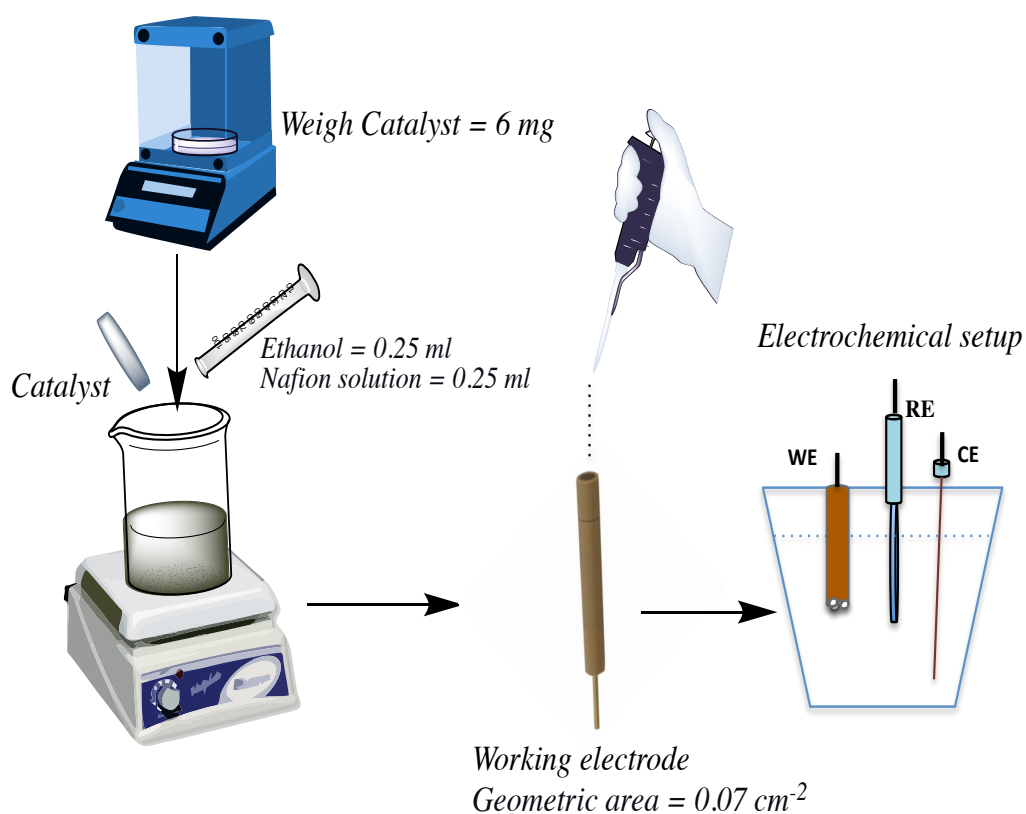 Weigh Catalyst = 6 mg
Ethanol = 0.25 ml
Nafion solution = 0.25 ml
Catalyst
Electrochemical setup
RE
WE
CE
Working electrode
Geometric area = 0.07 cm⁻²